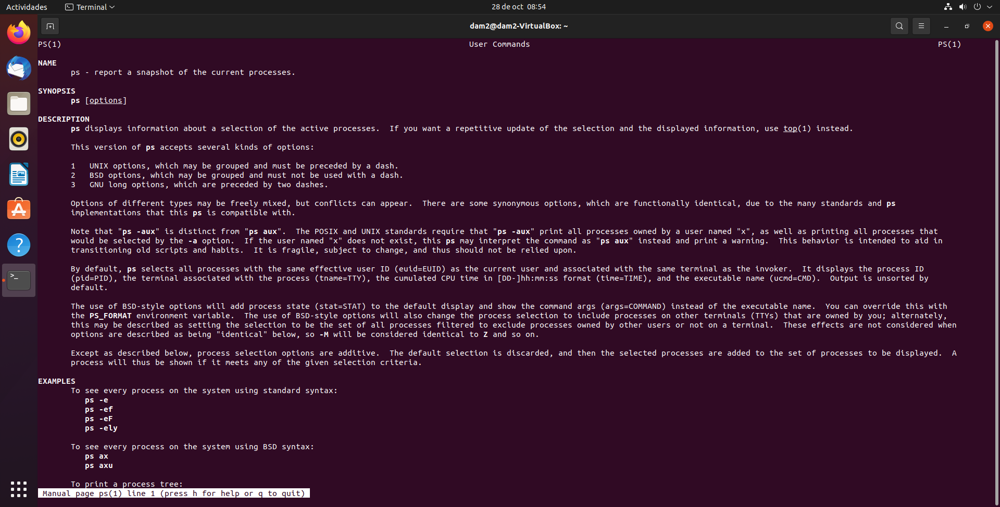 Actividades Terminal 28 de oct 08:54
dam2@dam2-VirtualBox: ~
PS(1) User Commands PS(1)
NAME
ps - report a snapshot of the current processes.
SYNOPSIS
ps [options]
DESCRIPTION
ps displays information about a selection of the active processes. If you want a repetitive update of the selection and the displayed information, use top(1) instead.
This version of ps accepts several kinds of options:
1 UNIX options, which may be grouped and must be preceded by a dash.
2 BSD options, which may be grouped and must not be used with a dash.
3 GNU long options, which are preceded by two dashes.
Options of different types may be freely mixed, but conflicts can appear. There are some synonymous options, which are functionally identical, due to the many standards and ps
implementations that this ps is compatible with.
Note that "ps -aux" is distinct from "ps aux". The POSIX and UNIX standards require that "ps -aux" print all processes owned by a user named "x", as well as printing all processes that
would be selected by the -a option. If the user named "x" does not exist, this ps may interpret the command as "ps aux" instead and print a warning. This behavior is intended to aid in
transitioning old scripts and habits. It is fragile, subject to change, and thus should not be relied upon.
By default, ps selects all processes with the same effective user ID (euid=EUID) as the current user and associated with the same terminal as the invoker. It displays the process ID
(pid=PID), the terminal associated with the process (tname=TTY), the cumulated CPU time in [DD-]hh:mm:ss format (time=TIME), and the executable name (ucmd=CMD). Output is unsorted by
default.
The use of BSD-style options will add process state (stat=STAT) to the default display and show the command args (args=COMMAND) instead of the executable name. You can override this with
the PS_FORMAT environment variable. The use of BSD-style options will also change the process selection to include processes on other terminals (TTYs) that are owned by you; alternately,
this may be described as setting the selection to be the set of all processes filtered to exclude processes owned by other users or not on a terminal. These effects are not considered when
options are described as being "identical" below, so -M will be considered identical to Z and so on.
Except as described below, process selection options are additive. The default selection is discarded, and then the selected processes are added to the set of processes to be displayed. A
process will thus be shown if it meets any of the given selection criteria.
EXAMPLES
To see every process on the system using standard syntax:
ps -e
ps -ef
ps -eF
ps -ely
To see every process on the system using BSD syntax:
ps ax
ps axu
To print a process tree:
Manual page ps(1) line 1 (press h for help or q to quit)